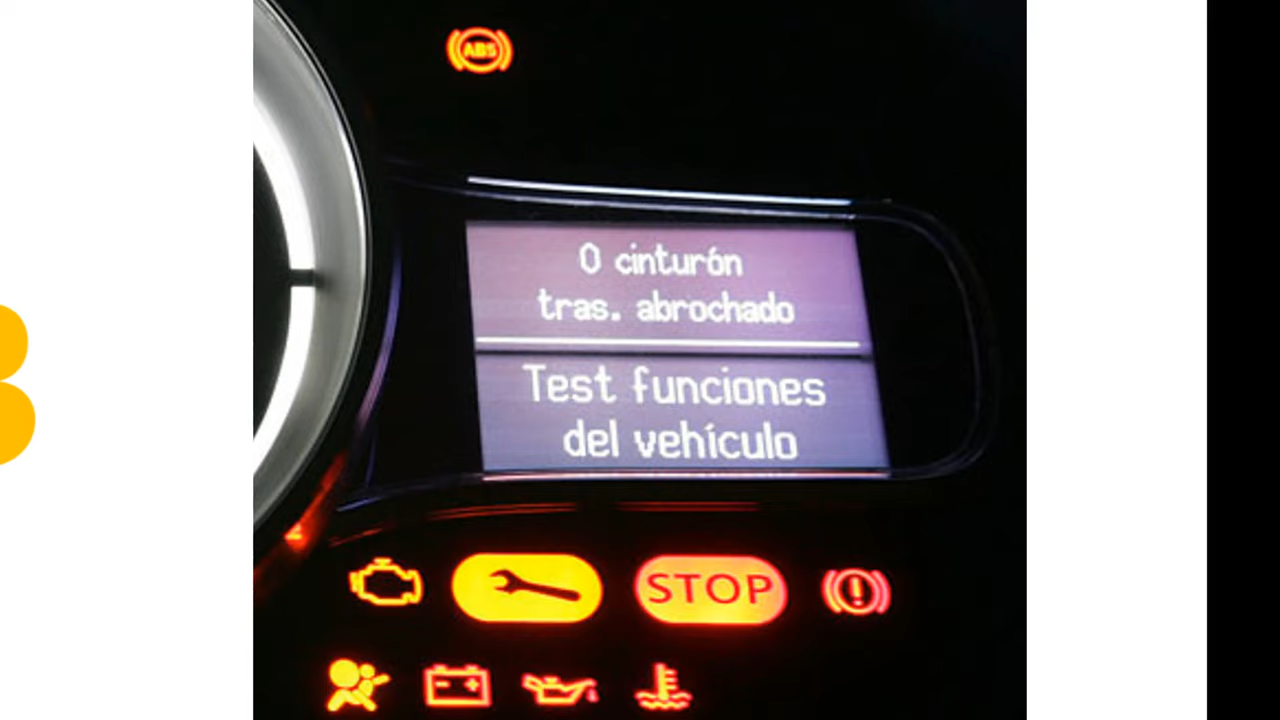 ABS
0 cinturón
tras. abrochado
Test funciones
del vehículo
STOP